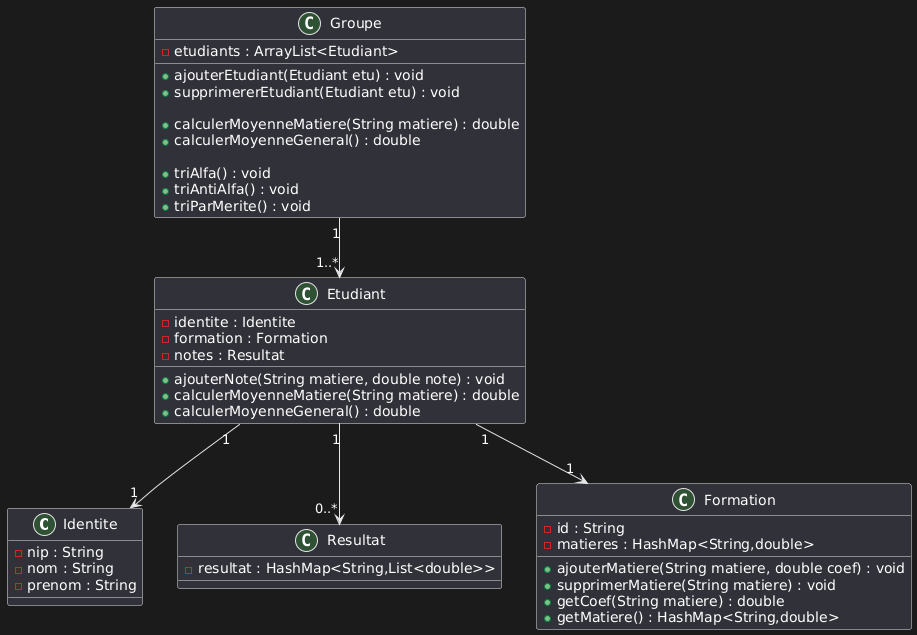 C Groupe
etudiants : ArrayList<Etudiant>
ajouterEtudiant(Etudiant etu) : void
supprimererEtudiant(Etudiant etu) : void
calculerMoyenneMatiere(String matiere) : double
calculerMoyenneGeneral() : double
triAlfa() : void
triAntiAlfa() : void
triParMerite() : void
1
1..*
C Etudiant
identite : Identite
formation : Formation
notes : Resultat
ajouterNote(String matiere, double note) : void
calculerMoyenneMatiere(String matiere) : double
calculerMoyenneGeneral() : double
1
1
1
1
0..*
1
C Identite
nip : String
nom : String
prenom : String
C Resultat
resultat : HashMap<String,List<double>>
C Formation
id : String
matieres : HashMap<String,double>
ajouterMatiere(String matiere, double coef) : void
supprimerMatiere(String matiere) : void
getCoef(String matiere) : double
getMatiere() : HashMap<String,double>